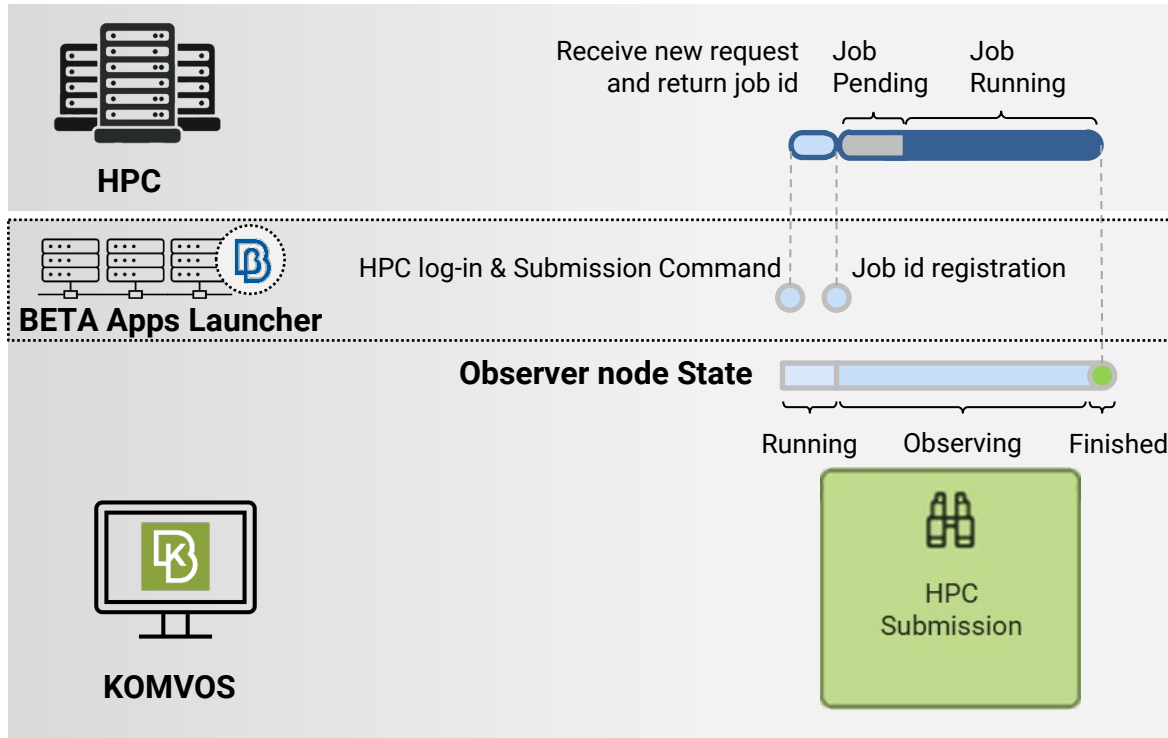 Receive new request
and return job id
Job
Pending
Job
Running
HPC
HPC log-in & Submission Command
Job id registration
BETA Apps Launcher
Observer node State
Running
Observing
Finished
K
HPC
Submission
KOMVOS